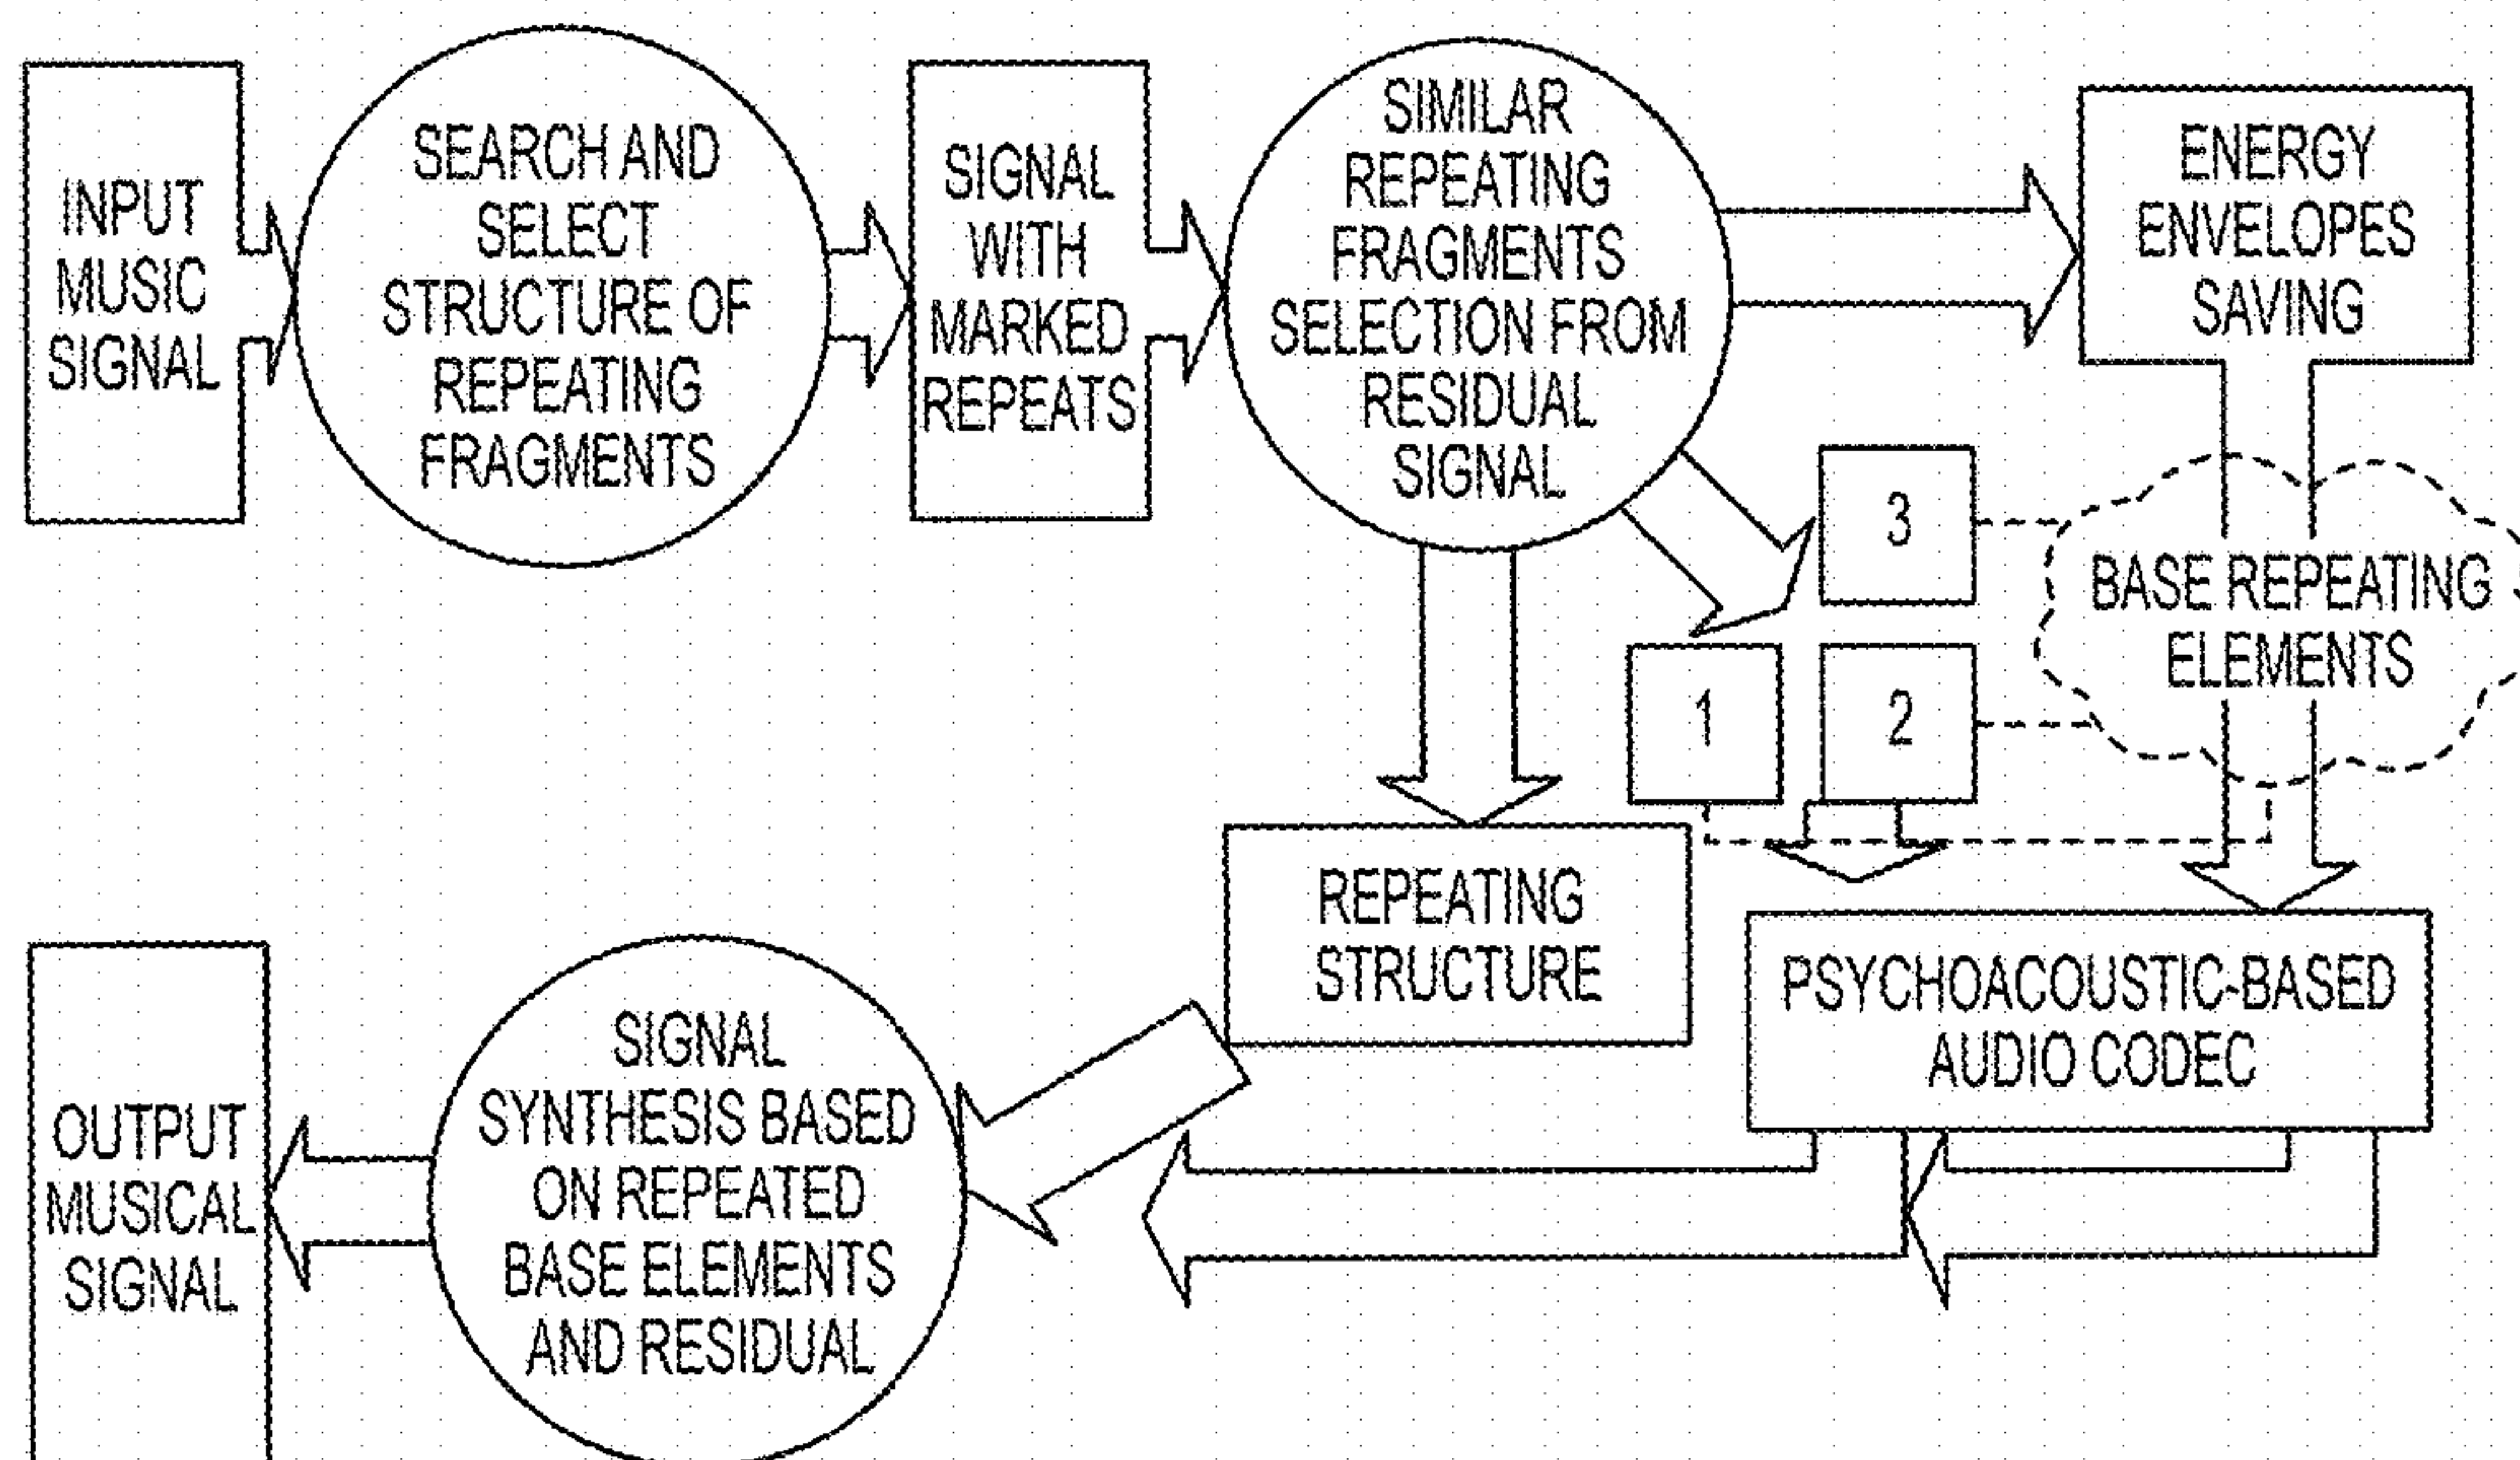 INPUT
MUSIC
SIGNAL
SEARCH AND
SELECT
STRUCTURE OF
REPEATING
FRAGMENTS
SIGNAL
WITH
MARKED
REPEATS
SIMILAR
REPEATING
FRAGMENTS
SELECTION FROM
RESIDUAL
SIGNAL
ENERGY
ENVELOPES
SAVING
3
1
2
BASE REPEATING
ELEMENTS
REPEATING
STRUCTURE
PSYCHOACOUSTIC-BASED
AUDIO CODEC
SIGNAL
SYNTHESIS BASED
ON REPEATED
BASE ELEMENTS
AND RESIDUAL
OUTPUT
MUSICAL
SIGNAL